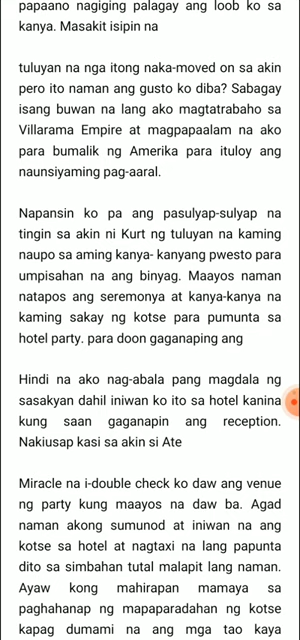 papaano nagiging palagay ang loob ko sa
kanya. Masakit isipin na
tuluyan na nga itong naka-moved on sa akin
pero ito naman ang gusto ko diba? Sabagay
isang buwan na lang ako magtatrabaho sa
Villarama Empire at magpapaalam na ako
para bumalik ng Amerika para ituloy ang
naunsiyaming pag-aaral.
Napansin ko pa ang pasulyap-sulyap na
tingin sa akin ni Kurt ng tuluyan na kaming
naupo sa aming kanya- kanyang pwesto para
umpisahan na ang binyag. Maayos naman
natapos ang seremonya at kanya-kanya na
kaming sakay ng kotse para pumunta sa
hotel party. para doon gaganaping ang
Hindi na ako nag-abala pang magdala ng
sasakyan dahil iniwan ko ito sa hotel kanina
kung saan gaganapin ang reception.
Nakiusap kasi sa akin si Ate
Miracle na i-double check ko daw ang venue
ng party kung maayos na daw ba. Agad
naman akong sumunod at iniwan na ang
kotse sa hotel at nagtaxi na lang papunta
dito sa simbahan tutal malapit lang naman.
Ayaw kong mahirapan mamaya sa
paghahanap ng mapaparadahan ng kotse
kapag dumami na ang mga tao kaya